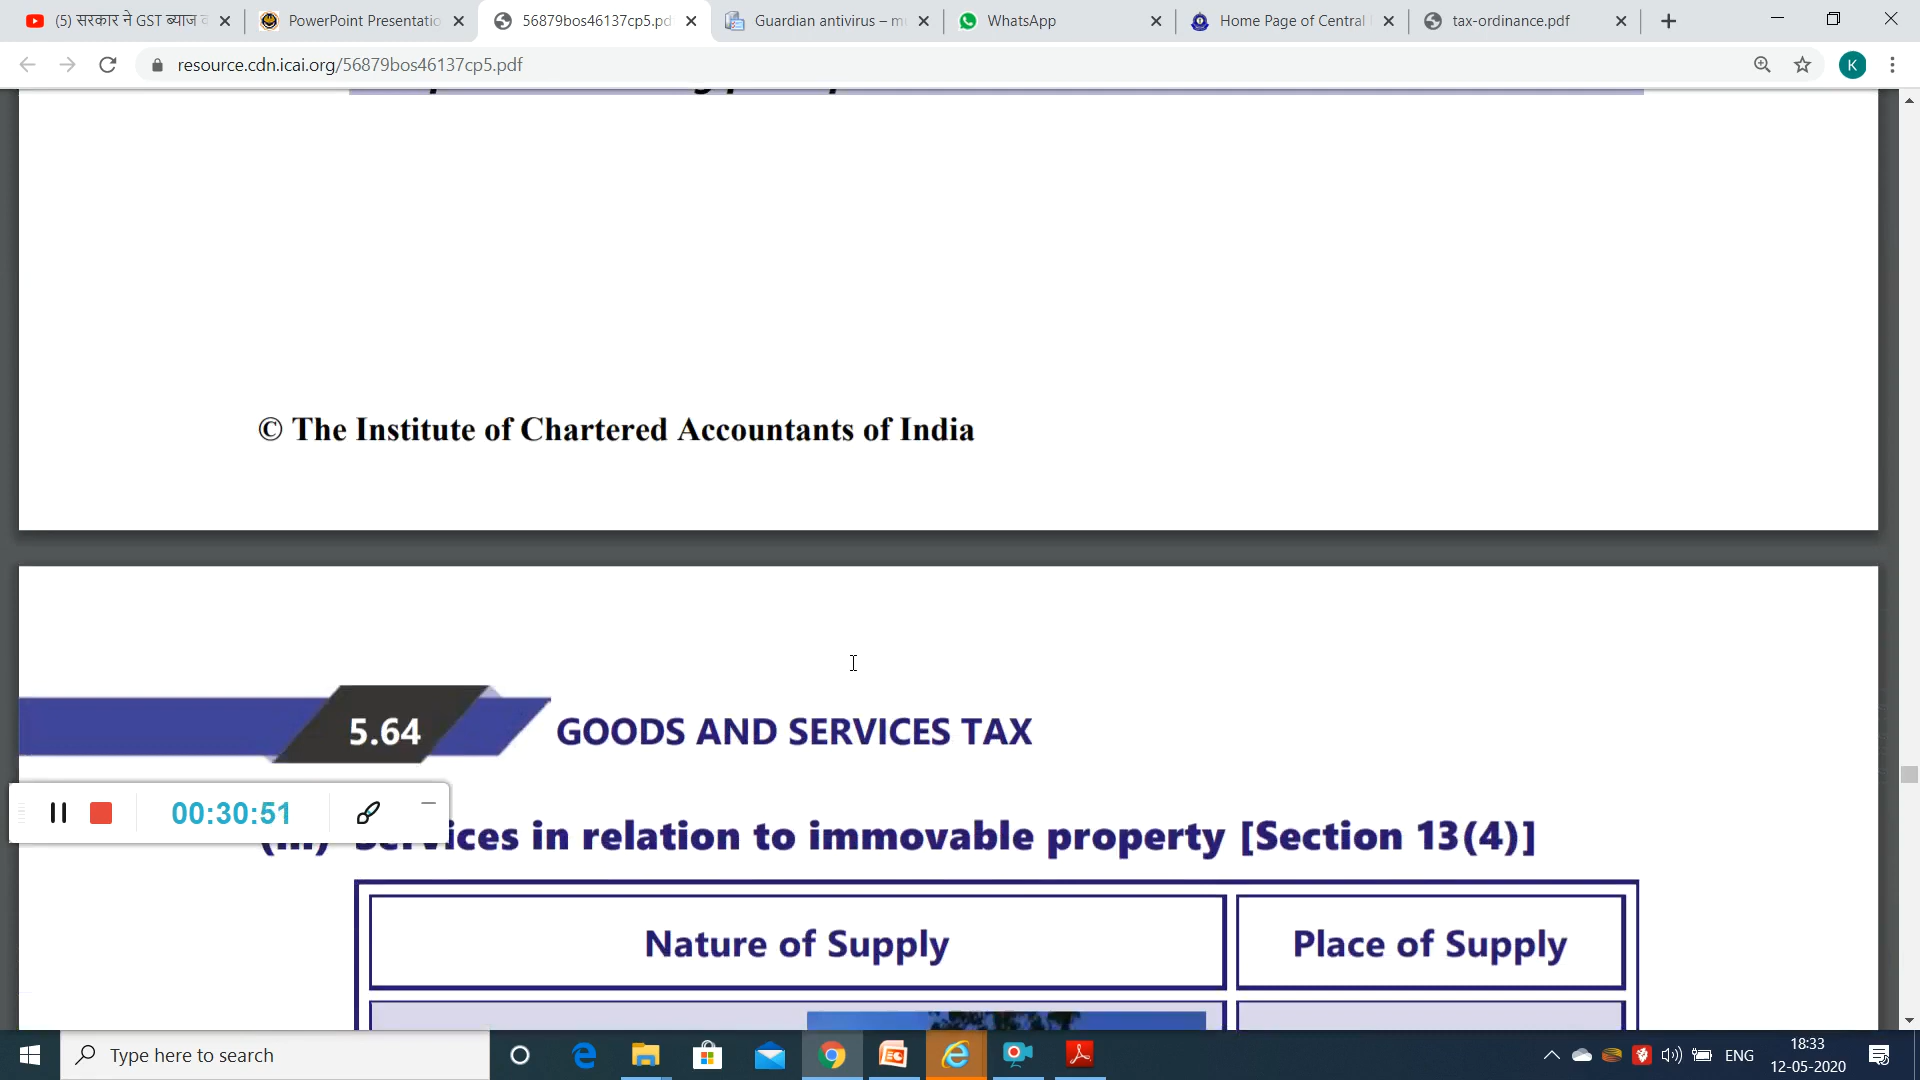 (5) सरकार ने GST ब्याज
PowerPoint Presentatio
56879bos46137cp5.pd
Guardian antivirus – m
WhatsApp
Home Page of Central
tax-ordinance.pdf
resource.cdn.icai.org/56879bos46137cp5.pdf
K
© The Institute of Chartered Accountants of India
5.64 GOODS AND SERVICES TAX
00:30:51
Services in relation to immovable property [Section 13(4)]
Nature of Supply
Place of Supply
Type here to search
ENG
18:33
12-05-2020